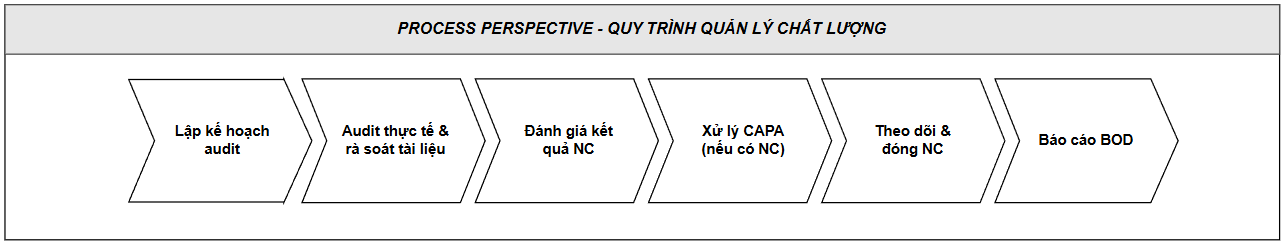 PROCESS PERSPECTIVE - QUY TRÌNH QUẢN LÝ CHẤT LƯỢNG
Lập kế hoạch
audit
Audit thực tế &
rà soát tài liệu
Đánh giá kết
quả NC
Xử lý CAPA
(nếu có NC)
Theo dõi &
đóng NC
Báo cáo BOD